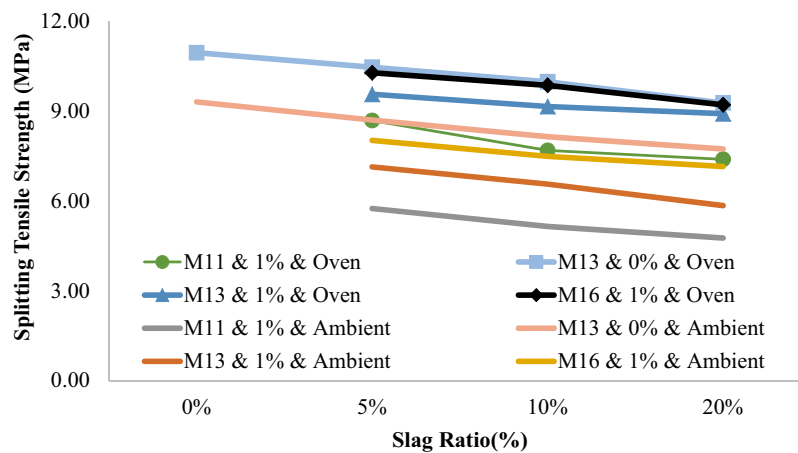 12.00
9.00
6.00
3.00
0.00
Splitting Tensile Strength (MPa)
M11 & 1% & Oven
M13 & 0% & Oven
M13 & 1% & Oven
M16 & 1% & Oven
M11 & 1% & Ambient
M13 & 0% & Ambient
M13 & 1% & Ambient
M16 & 1% & Ambient
0%
5%
10%
20%
Slag Ratio(%)